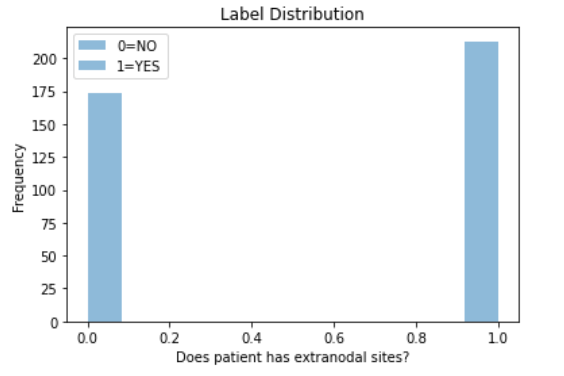 Label Distribution
0=NO
1=YES
200
175
150
125
100
75
50
25
0
Frequency
0.0 0.2 0.4 0.6 0.8 1.0
Does patient has extranodal sites?